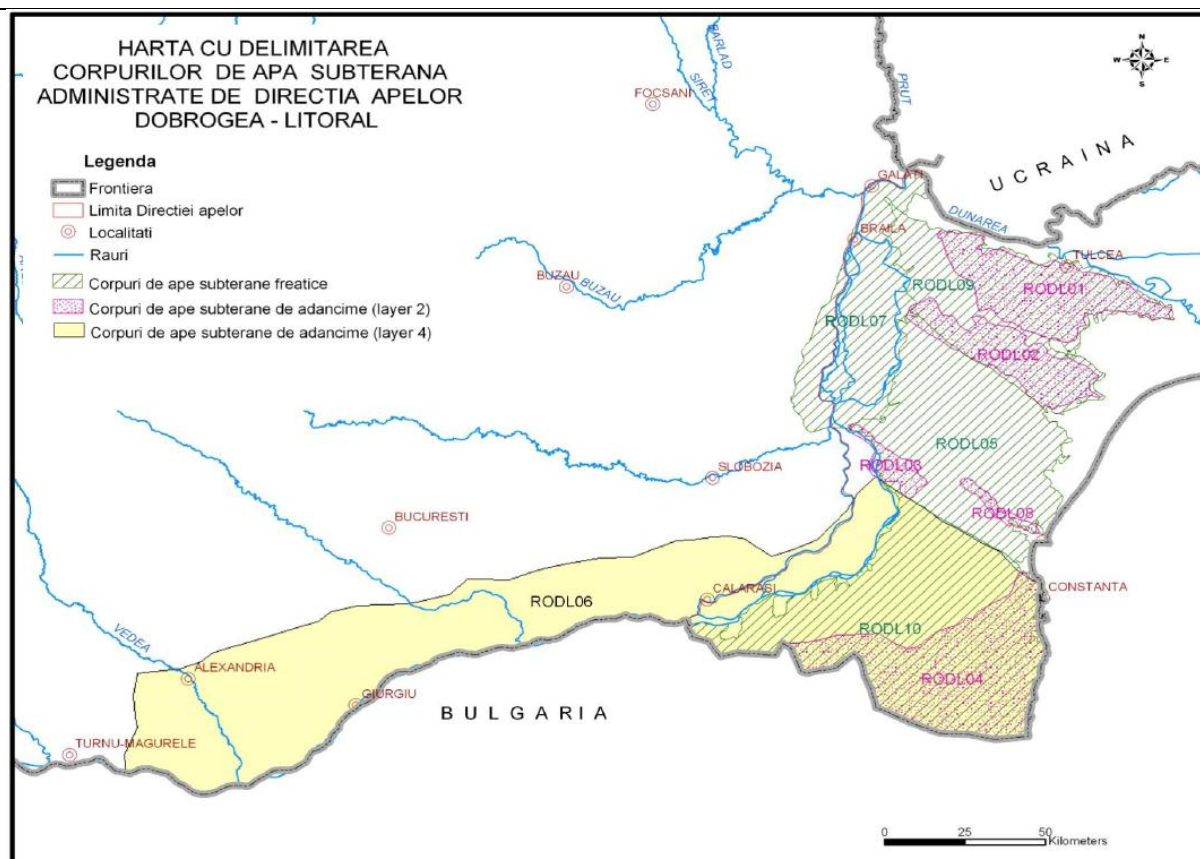 HARTA CU DELIMITAREA
CORPURILOR DE APA SUBTERANA
ADMINISTRATE DE DIRECTIA APELOR
DOBROGEA - LITORAL
Legenda
Frontiera
Limita Directiei apelor
Localitati
Rauri
Corpuri de ape subterane freatice
Corpuri de ape subterane de adancime (layer 2)
Corpuri de ape subterane de adancime (layer 4)
N
W E
S
BARLAD
SIRET
PRUT
FOCSANI
UCRAINA
GALATI
DUNAREA
BRAILA
TULCEA
BUZAU
BUZAU
RODL09
RODL01
RODL07
RODL02
RODL05
SLOBOZIA
RODL03
RODL08
BUCURESTI
CALARASI
CONSTANTA
RODL06
RODL10
VEDEA
ALEXANDRIA
RODL04
GIURGIU
BULGARIA
TURNU-MAGURELE
0 25 50
Kilometers